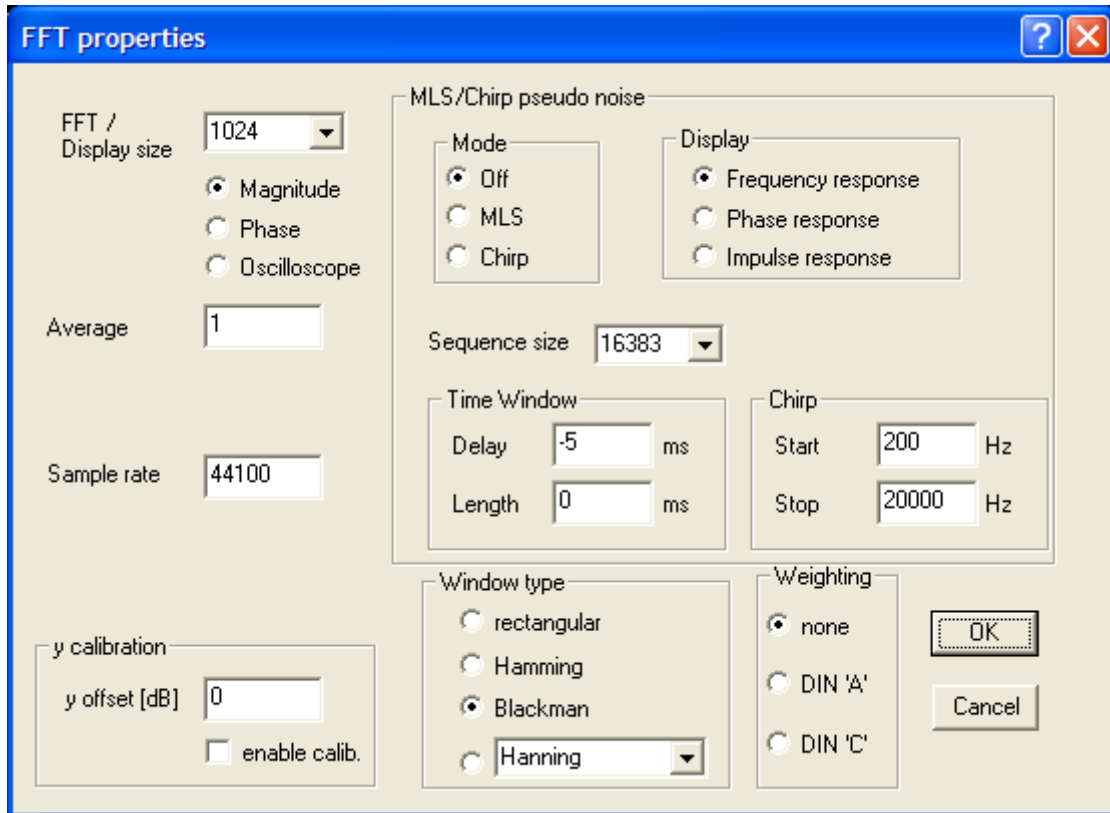 FFT properties
FFT /
Display size
1024
Magnitude
Phase
Oscilloscope
Average
1
Sample rate
44100
y calibration
y offset [dB]
0
enable calib.
MLS/Chirp pseudo noise
Mode
Off
MLS
Chirp
Display
Frequency response
Phase response
Impulse response
Sequence size
16383
Time Window
Delay
-5
ms
Length
0
ms
Chirp
Start
200
Hz
Stop
20000
Hz
Window type
rectangular
Hamming
Blackman
Hanning
Weighting
none
DIN 'A'
DIN 'C'
OK
Cancel